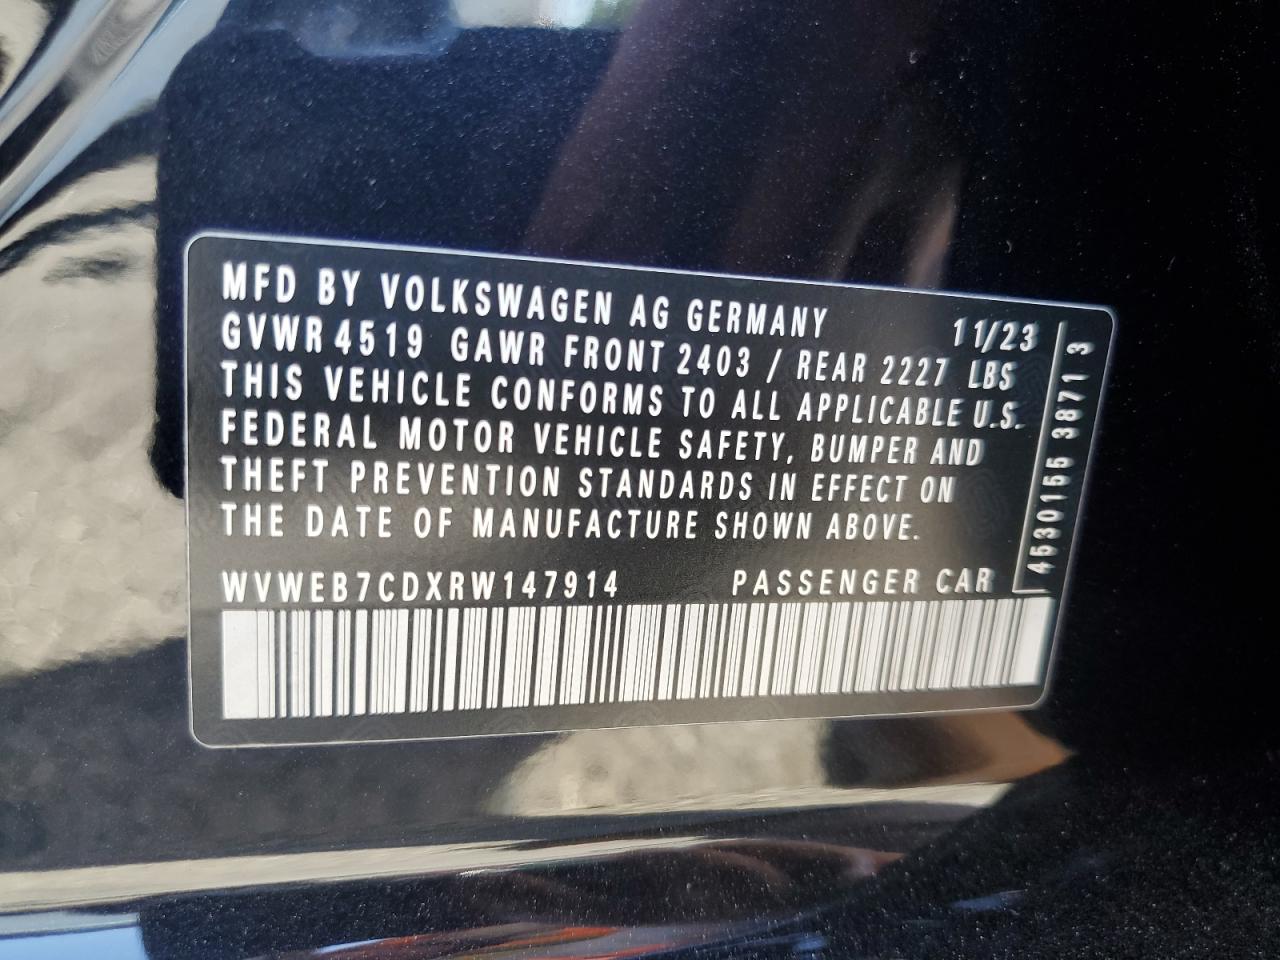 MFD BY VOLKSWAGEN AG GERMANY 11/23
GVWR 4519 GAWR FRONT 2403 / REAR 2227 LBS
THIS VEHICLE CONFORMS TO ALL APPLICABLE U.S.
FEDERAL MOTOR VEHICLE SAFETY, BUMPER AND
THEFT PREVENTION STANDARDS IN EFFECT ON
THE DATE OF MANUFACTURE SHOWN ABOVE.
WVWEB7CDXRW147914 PASSENGER CAR
4530155 3871 3